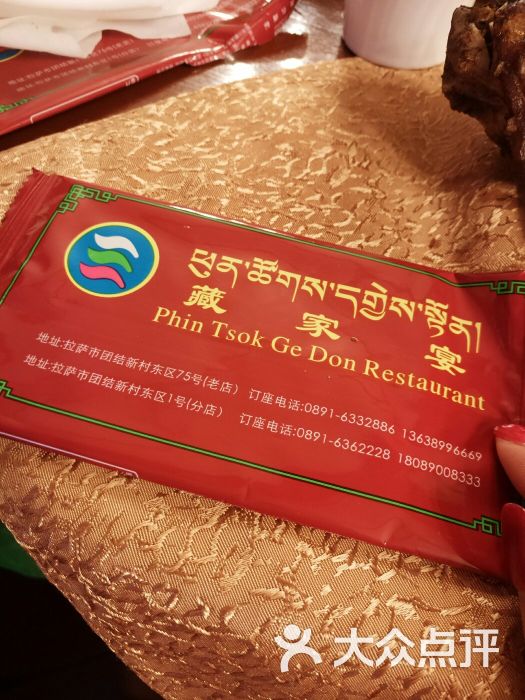 ཕུན་ཚོགས་དགྱེས་སྟོན།
藏家宴
Phin Tsok Ge Don Restaurant
地址:拉萨市团结新村东区75号(老店) 订座电话:0891-6332886 13638996669
地址:拉萨市团结新村东区1号(分店) 订座电话:0891-6362228 18089008333
大众点评